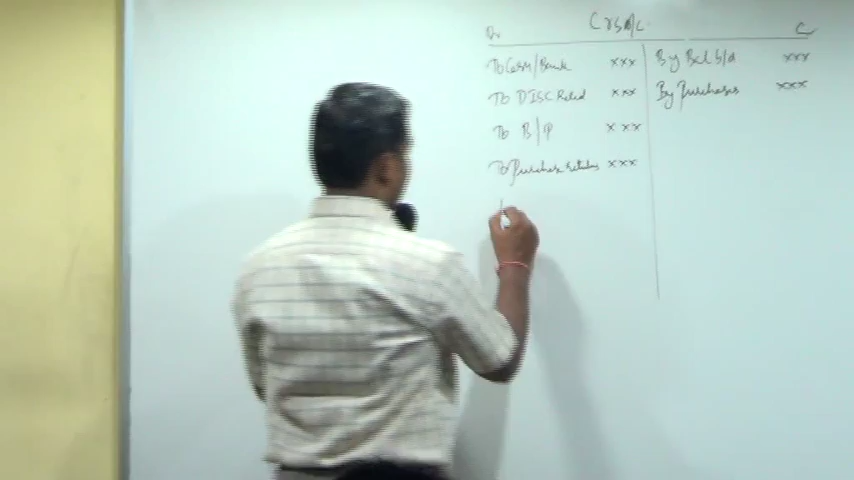 Dr Crs A/c C
To Cash/Bank xxx By Bal b/d xxx
To DISC Recd xxx By Purchases xxx
To B/P xxx
To Purchase returns xxx